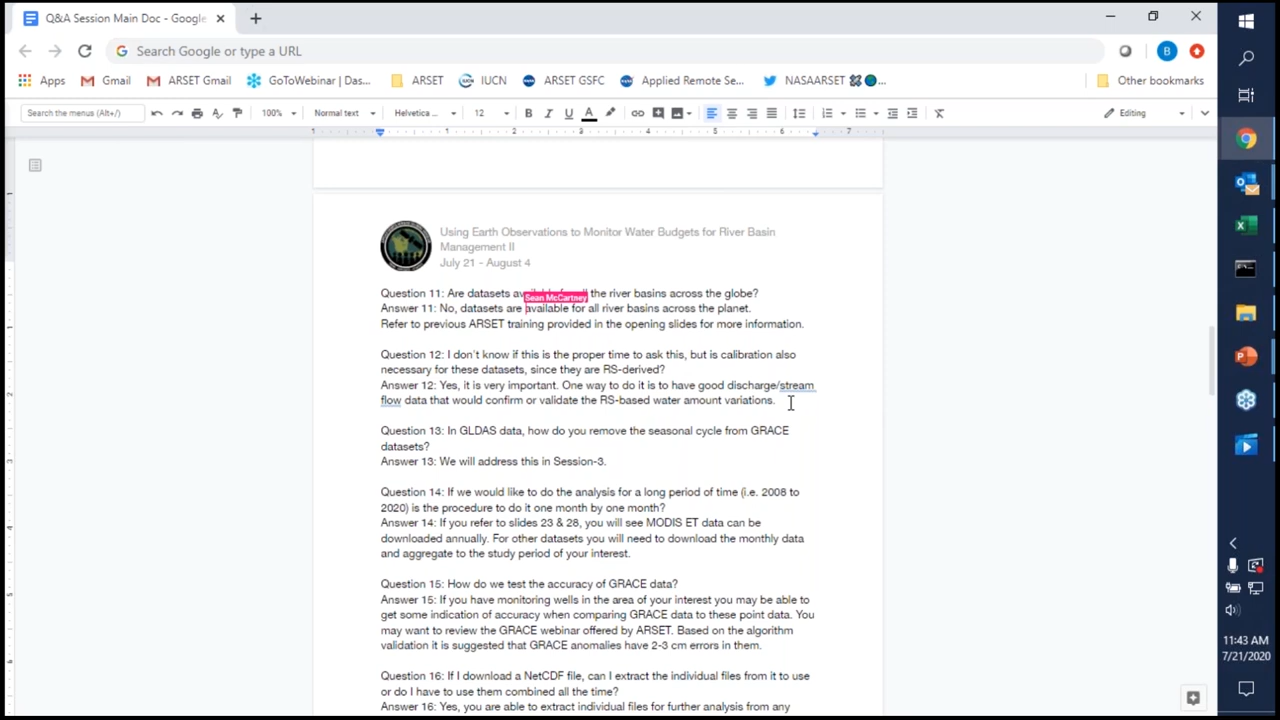 Q&A Session Main Doc - Google
Search Google or type a URL
B
Apps
Gmail
ARSET Gmail
GoToWebinar | Das...
ARSET
IUCN
ARSET GSFC
Applied Remote Se...
NASAARSET
Other bookmarks
Search the menus (Alt+/)
100%
Normal text
Helvetica ...
12
B I U A
Editing
1 1 2 3 4 5 6 7
Using Earth Observations to Monitor Water Budgets for River Basin
Management II
July 21 - August 4
Question 11: Are datasets the river basins across the globe?
Sean McCartney
Answer 11: No, datasets are available for all river basins across the planet.
Refer to previous ARSET training provided in the opening slides for more information.
Question 12: I don't know if this is the proper time to ask this, but is calibration also
necessary for these datasets, since they are RS-derived?
Answer 12: Yes, it is very important. One way to do it is to have good discharge/stream
flow data that would confirm or validate the RS-based water amount variations.
Question 13: In GLDAS data, how do you remove the seasonal cycle from GRACE
datasets?
Answer 13: We will address this in Session-3.
Question 14: If we would like to do the analysis for a long period of time (i.e. 2008 to
2020) is the procedure to do it one month by one month?
Answer 14: If you refer to slides 23 & 28, you will see MODIS ET data can be
downloaded annually. For other datasets you will need to download the monthly data
and aggregate to the study period of your interest.
Question 15: How do we test the accuracy of GRACE data?
Answer 15: If you have monitoring wells in the area of your interest you may be able to
get some indication of accuracy when comparing GRACE data to these point data. You
may want to review the GRACE webinar offered by ARSET. Based on the algorithm
validation it is suggested that GRACE anomalies have 2-3 cm errors in them.
Question 16: If I download a NetCDF file, can I extract the individual files from it to use
or do I have to use them combined all the time?
Answer 16: Yes, you are able to extract individual files for further analysis from any
11:43 AM
7/21/2020